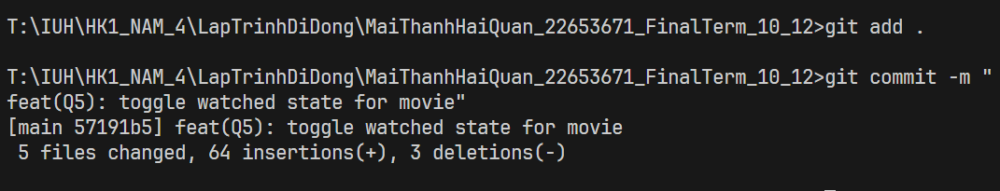 T:\IUH\HK1_NAM_4\LapTrinhDiDong\MaiThanhHaiQuan_22653671_FinalTerm_10_12>git add .
T:\IUH\HK1_NAM_4\LapTrinhDiDong\MaiThanhHaiQuan_22653671_FinalTerm_10_12>git commit -m "
feat(Q5): toggle watched state for movie"
[main 57191b5] feat(Q5): toggle watched state for movie
 5 files changed, 64 insertions(+), 3 deletions(-)